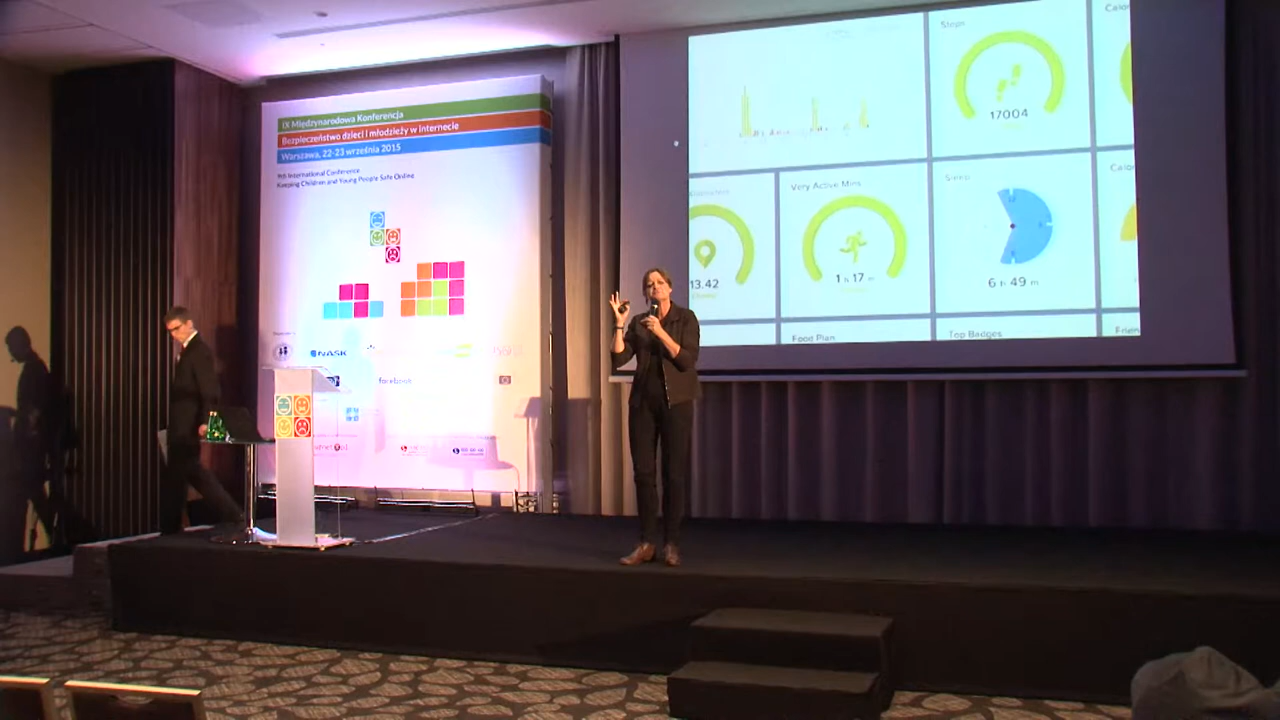 IX Międzynarodowa Konferencja
Bezpieczeństwo dzieci i młodzieży w internecie
Warszawa, 22-23 września 2015
9th International Conference
Keeping Children and Young People Safe Online
NASK
facebook
Steps
17004
Very Active Mins
1 h 17 m
13.42
Sleep
6 h 49 m
Food Plan
Top Badges